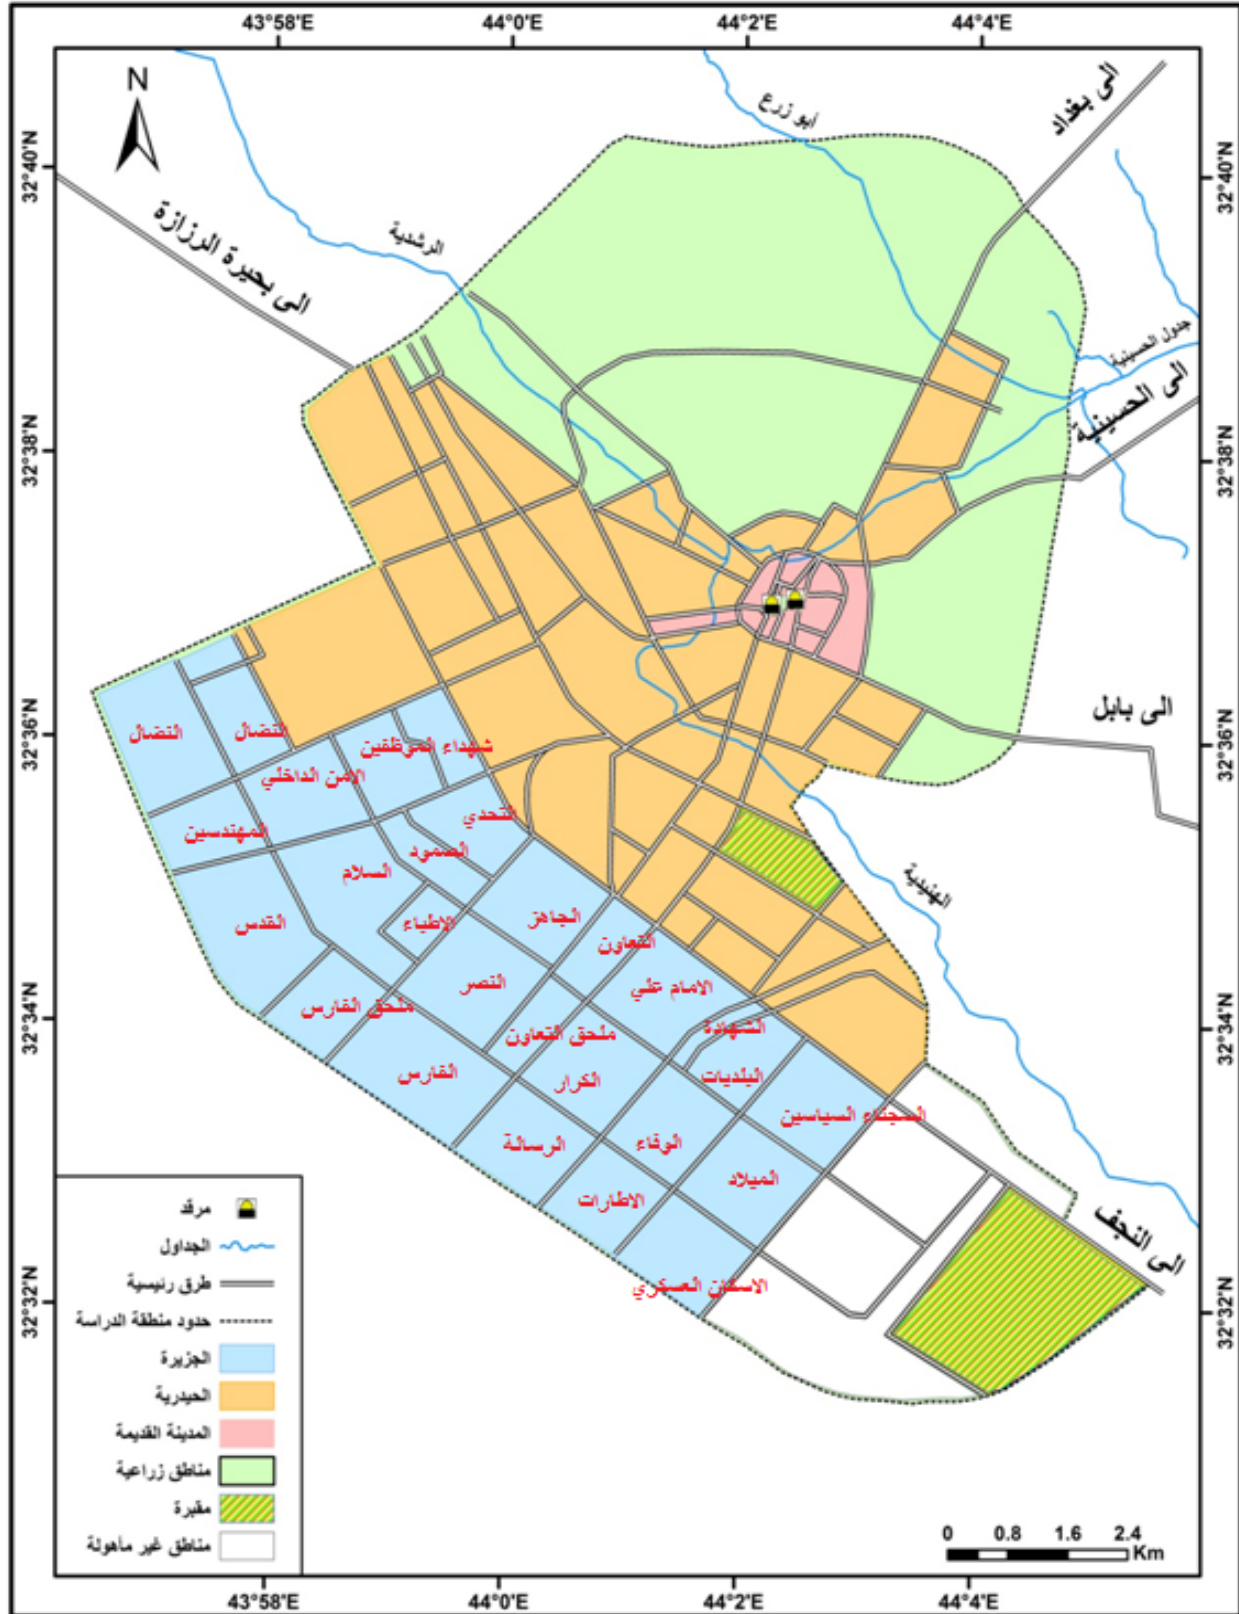 43°58'E
44°0'E
44°2'E
44°4'E
N
32°40'N
32°40'N
32°38'N
32°38'N
32°36'N
32°36'N
32°34'N
32°34'N
32°32'N
32°32'N
الى بغداد
أبو زرع
الى بحيرة الرزازة
الرشدية
جدول الحسينية
الى الحسينية
الى بابل
الهنيدية
الى النجف
النضال
النضال
شهداء الموظفين
الامن الداخلي
المهندسين
التحدي
الصمود
السلام
القدس
الاطباء
الجاهز
التعاون
النصر
الامام علي
ملحق الفارس
ملحق التعاون
الشهادة
الفارس
الكرار
البلديات
السجناء السياسين
الرسالة
الوفاء
الميلاد
الاطارات
الاسكان العسكري
مرقد
الجداول
طرق رئيسية
حدود منطقة الدراسة
الجزيرة
الحيدرية
المدينة القديمة
مناطق زراعية
مقبرة
مناطق غير مأهولة
0 0.8 1.6 2.4
Km
43°58'E
44°0'E
44°2'E
44°4'E